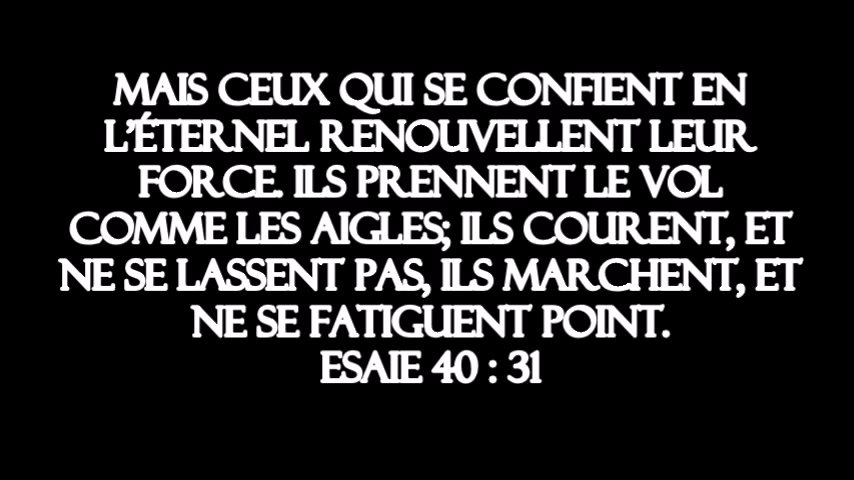 MAIS CEUX QUI SE CONFIENT EN
L'ÉTERNEL RENOUVELLENT LEUR
FORCE. ILS PRENNENT LE VOL
COMME LES AIGLES; ILS COURENT, ET
NE SE LASSENT PAS, ILS MARCHENT, ET
NE SE FATIGUENT POINT.
ESAIE 40 : 31